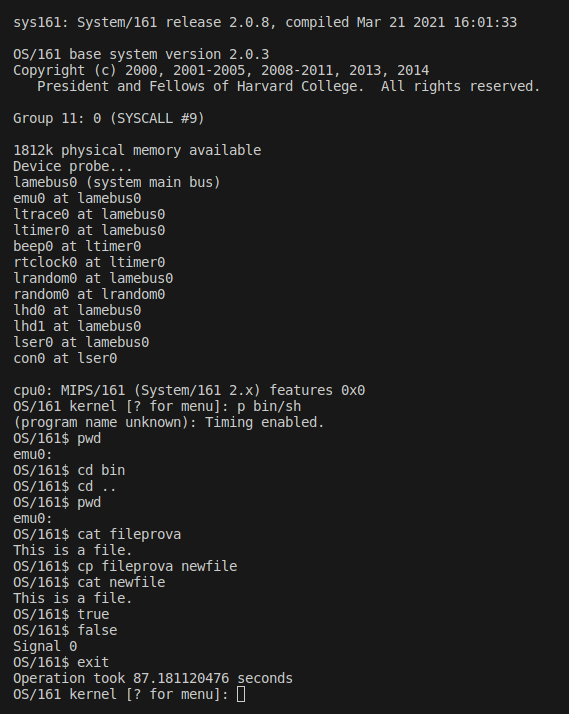 sys161: System/161 release 2.0.8, compiled Mar 21 2021 16:01:33
OS/161 base system version 2.0.3
Copyright (c) 2000, 2001-2005, 2008-2011, 2013, 2014
   President and Fellows of Harvard College.  All rights reserved.
Group 11: 0 (SYSCALL #9)
1812k physical memory available
Device probe...
lamebus0 (system main bus)
emu0 at lamebus0
ltrace0 at lamebus0
ltimer0 at lamebus0
beep0 at ltimer0
rtclock0 at ltimer0
lrandom0 at lamebus0
random0 at lrandom0
lhd0 at lamebus0
lhd1 at lamebus0
lser0 at lamebus0
con0 at lser0
cpu0: MIPS/161 (System/161 2.x) features 0x0
OS/161 kernel [? for menu]: p bin/sh
(program name unknown): Timing enabled.
OS/161$ pwd
emu0:
OS/161$ cd bin
OS/161$ cd ..
OS/161$ pwd
emu0:
OS/161$ cat fileprova
This is a file.
OS/161$ cp fileprova newfile
OS/161$ cat newfile
This is a file.
OS/161$ true
OS/161$ false
Signal 0
OS/161$ exit
Operation took 87.181120476 seconds
OS/161 kernel [? for menu]: